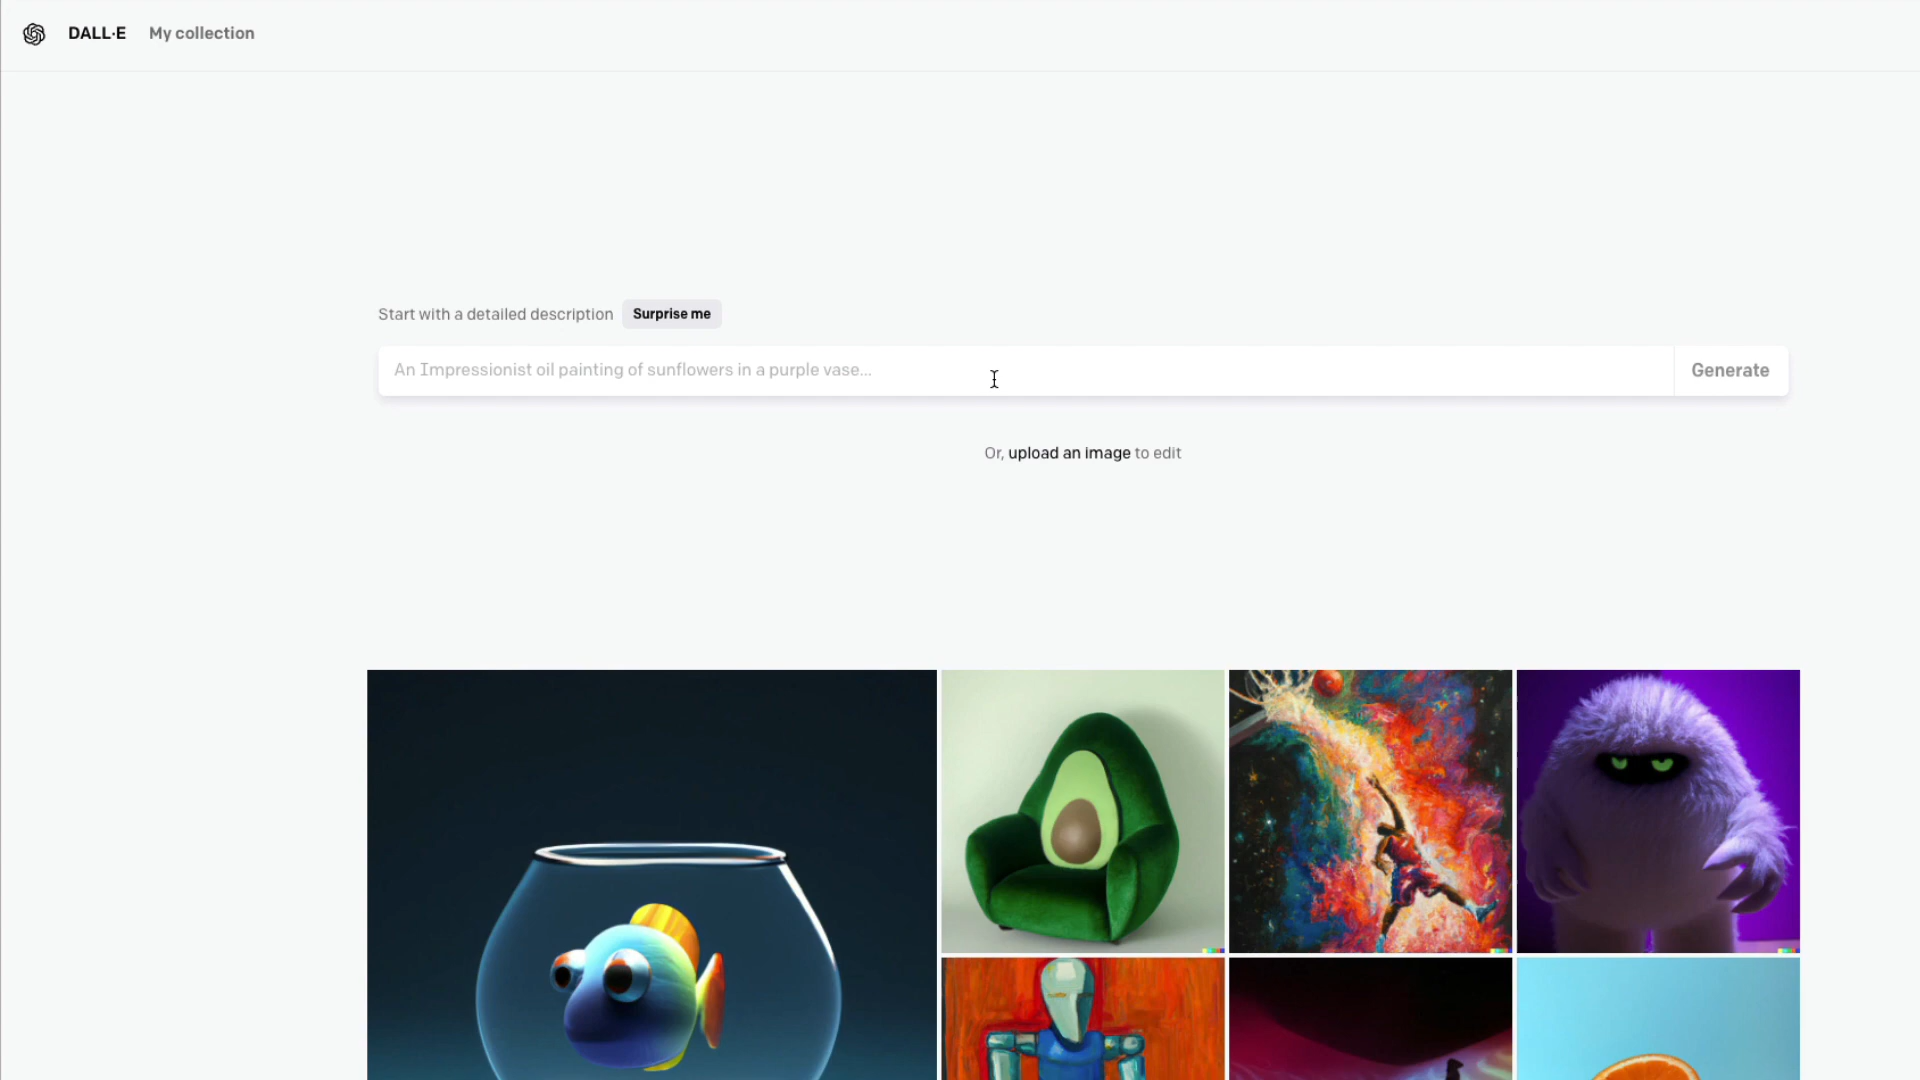 DALL·E My collection
Start with a detailed description Surprise me
An Impressionist oil painting of sunflowers in a purple vase... Generate
Or, upload an image to edit